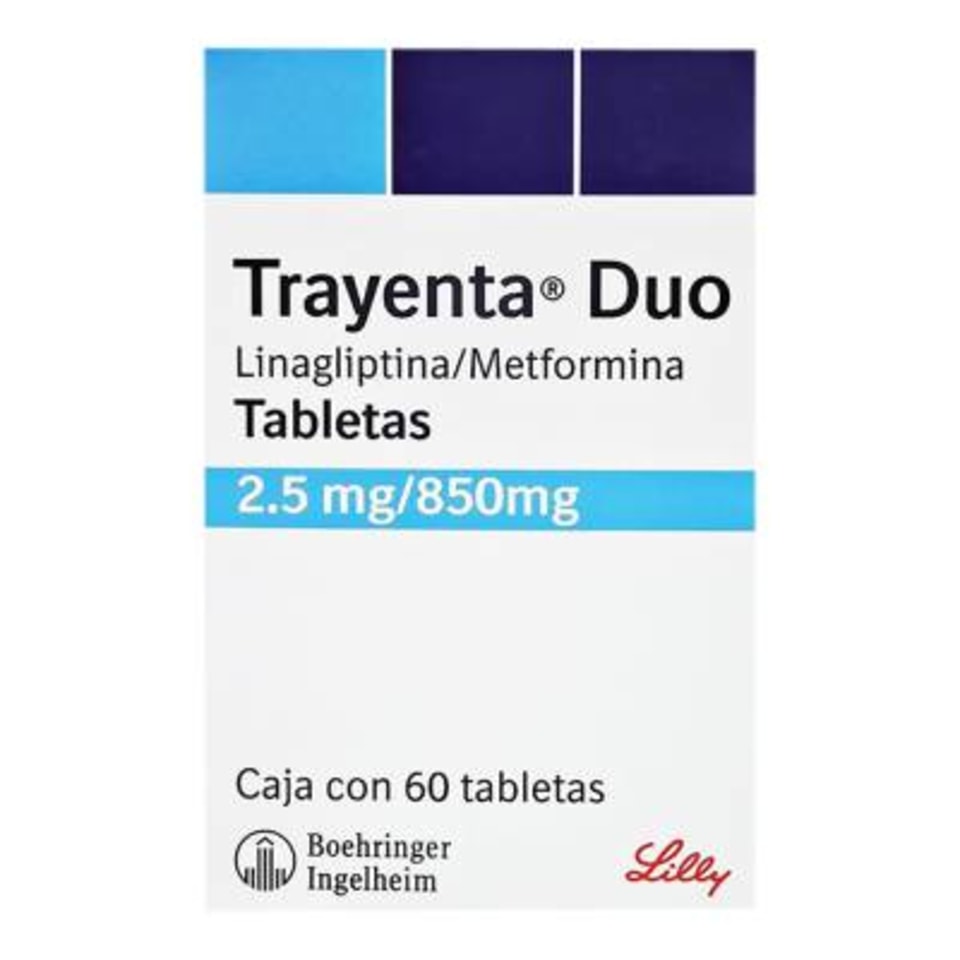 Trayenta® Duo
Linagliptina/Metformina
Tabletas
2.5 mg/850mg
Caja con 60 tabletas
Boehringer
Ingelheim
Lilly